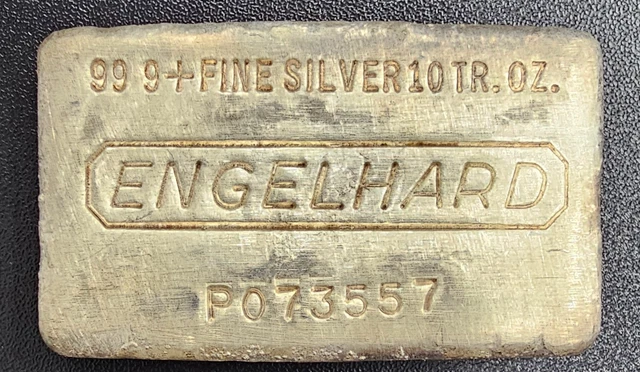 99 9+ FINE SILVER 10 TR. OZ.
ENGELHARD
P073557